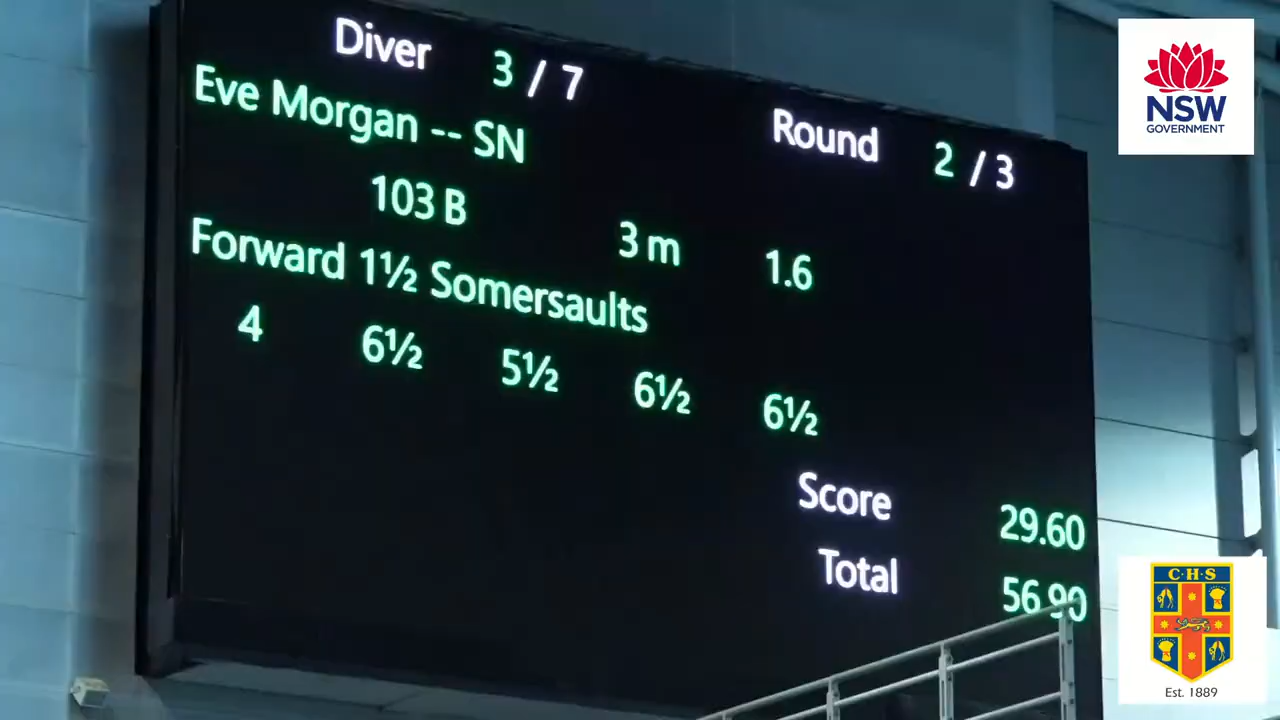 Diver 3 / 7
Eve Morgan -- SN
Round 2 / 3
103 B 3 m 1.6
Forward 1½ Somersaults
4 6½ 5½ 6½ 6½
Score 29.60
Total 56.90
NSW
GOVERNMENT
C·H·S
Est. 1889